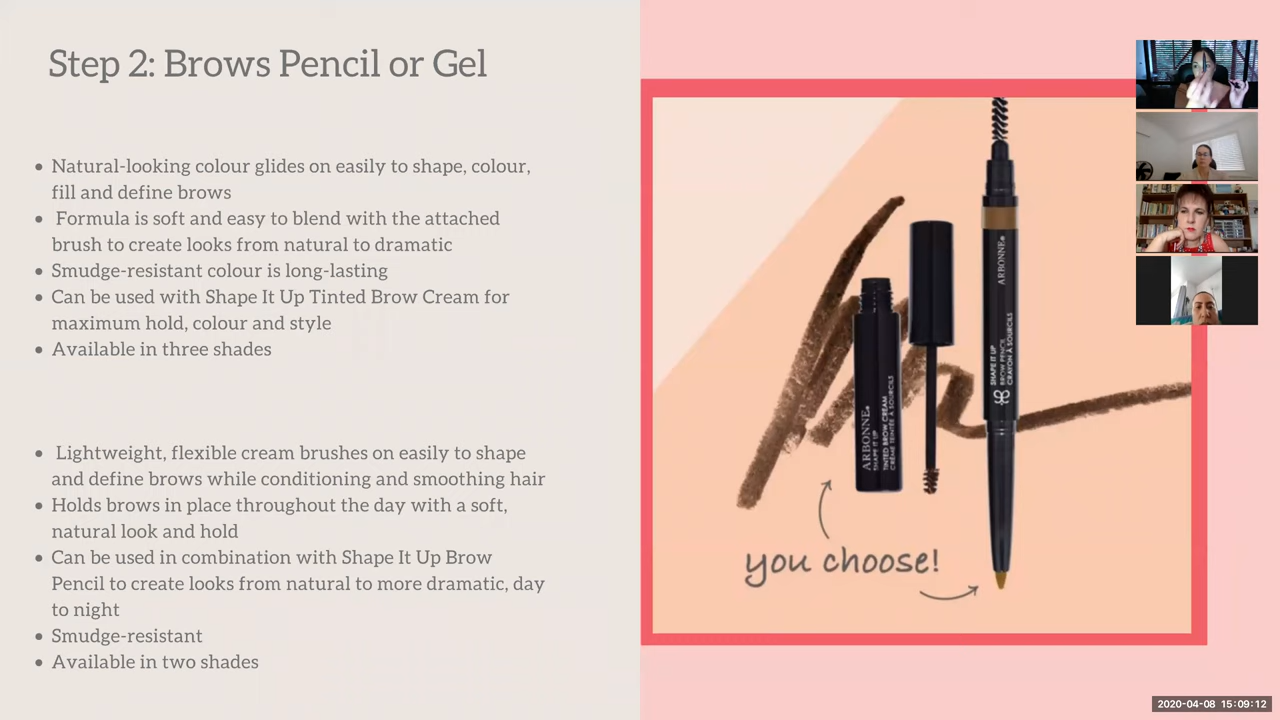 Step 2: Brows Pencil or Gel
• Natural-looking colour glides on easily to shape, colour,
fill and define brows
• Formula is soft and easy to blend with the attached
brush to create looks from natural to dramatic
• Smudge-resistant colour is long-lasting
• Can be used with Shape It Up Tinted Brow Cream for
maximum hold, colour and style
• Available in three shades
• Lightweight, flexible cream brushes on easily to shape
and define brows while conditioning and smoothing hair
• Holds brows in place throughout the day with a soft,
natural look and hold
• Can be used in combination with Shape It Up Brow
Pencil to create looks from natural to more dramatic, day
to night
• Smudge-resistant
• Available in two shades
ARBONNE
SHAPE IT UP
TINTED BROW CREAM
CRÈME TEINTÉE À SOURCILS
ARBONNE
SHAPE IT UP
BROW PENCIL
CRAYON À SOURCILS
you choose!
2020-04-08 15:09:12